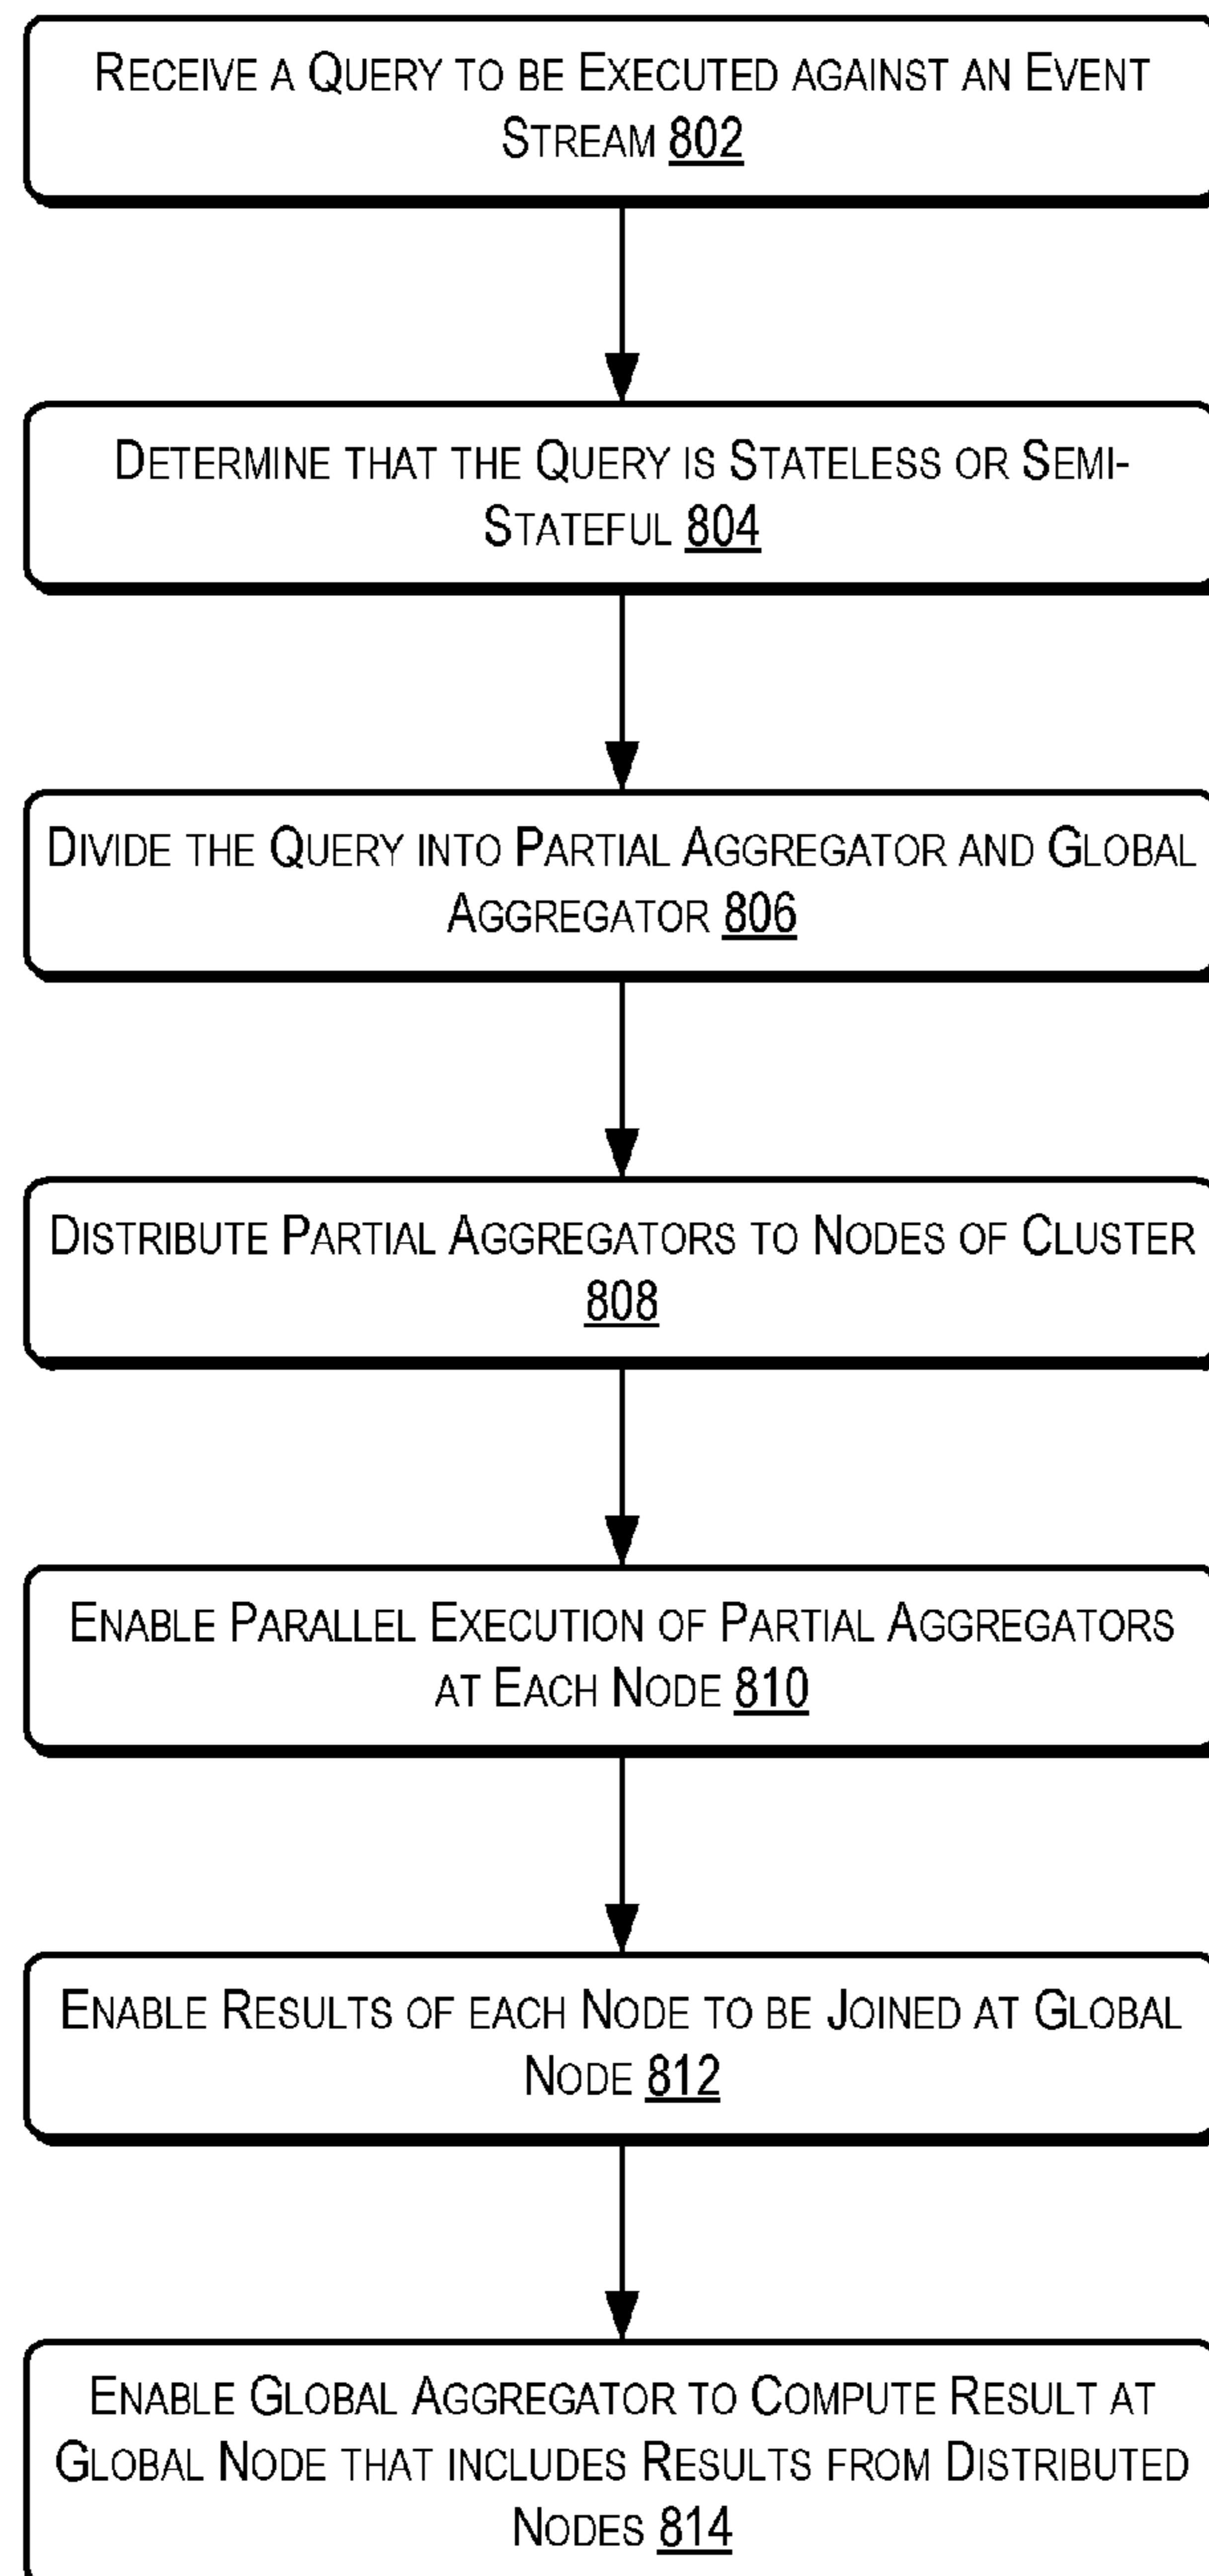 Receive a Query to be Executed against an Event
Stream 802
Determine that the Query is Stateless or Semi-
Stateful 804
Divide the Query into Partial Aggregator and Global
Aggregator 806
Distribute Partial Aggregators to Nodes of Cluster
808
Enable Parallel Execution of Partial Aggregators
at Each Node 810
Enable Results of each Node to be Joined at Global
Node 812
Enable Global Aggregator to Compute Result at
Global Node that includes Results from Distributed
Nodes 814